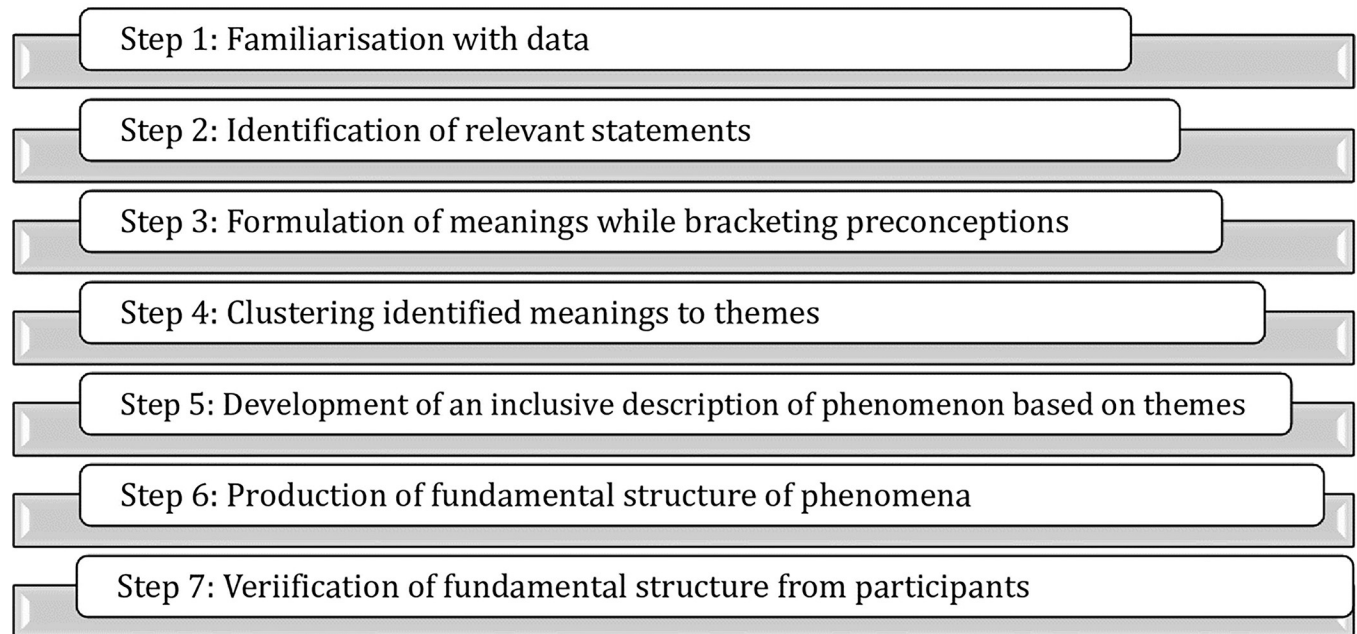 Step 1: Familiarisation with data
Step 2: Identification of relevant statements
Step 3: Formulation of meanings while bracketing preconceptions
Step 4: Clustering identified meanings to themes
Step 5: Development of an inclusive description of phenomenon based on themes
Step 6: Production of fundamental structure of phenomena
Step 7: Veriification of fundamental structure from participants